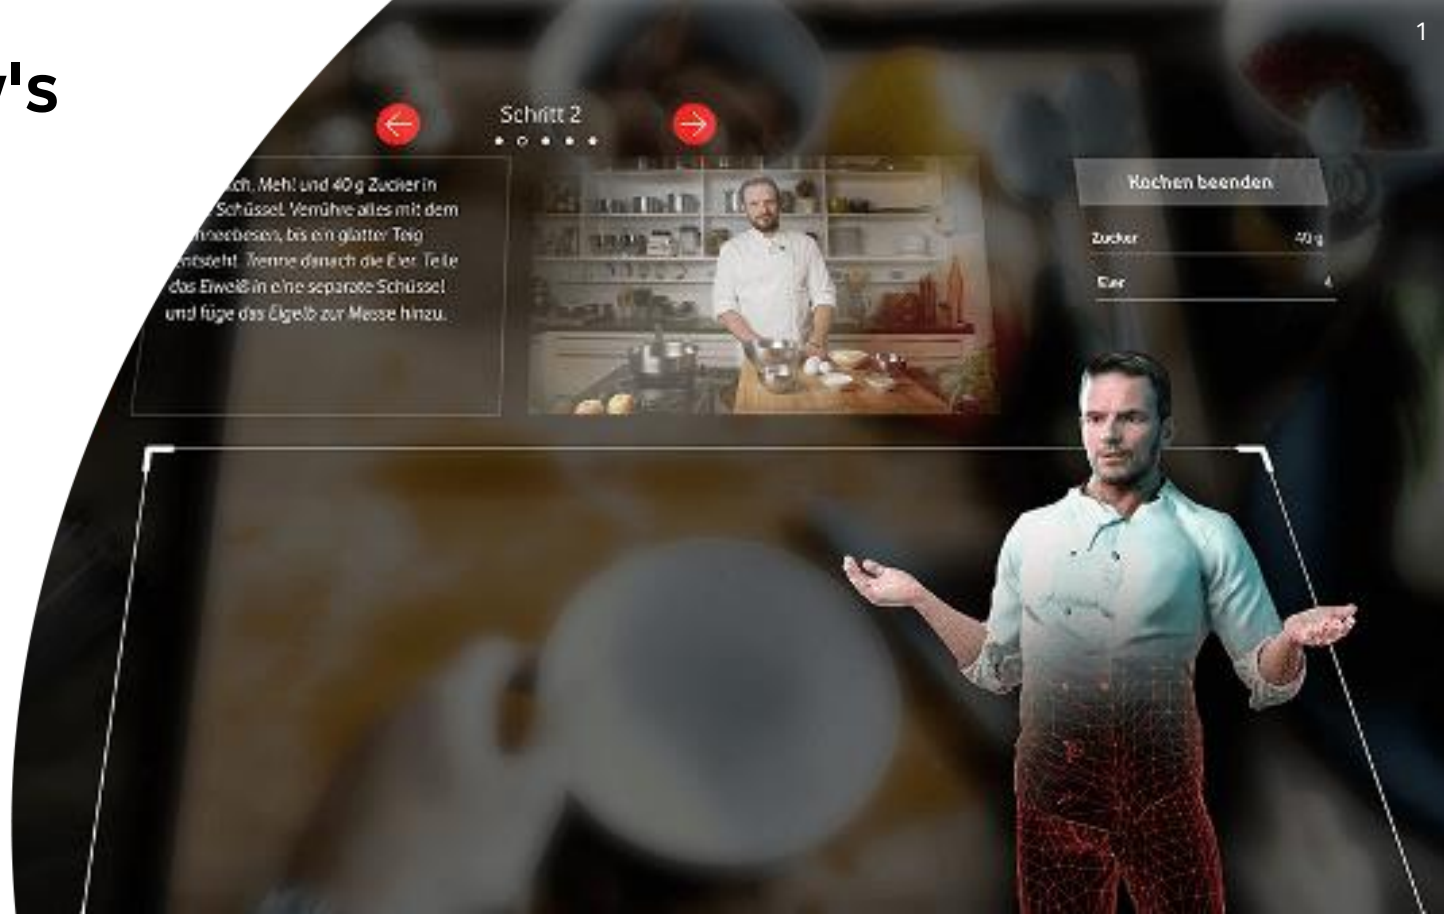 1
y's
Schritt 2
ch, Mehl und 40 g Zucker in
Schüssel. Verrühre alles mit dem
hneebesen, bis ein glatter Teig
entsteht. Trenne danach die Eier. Teile
das Eiweiß in eine separate Schüssel
und füge das Eigelb zur Masse hinzu.
Kochen beenden
Zucker 40 g
Eier 4